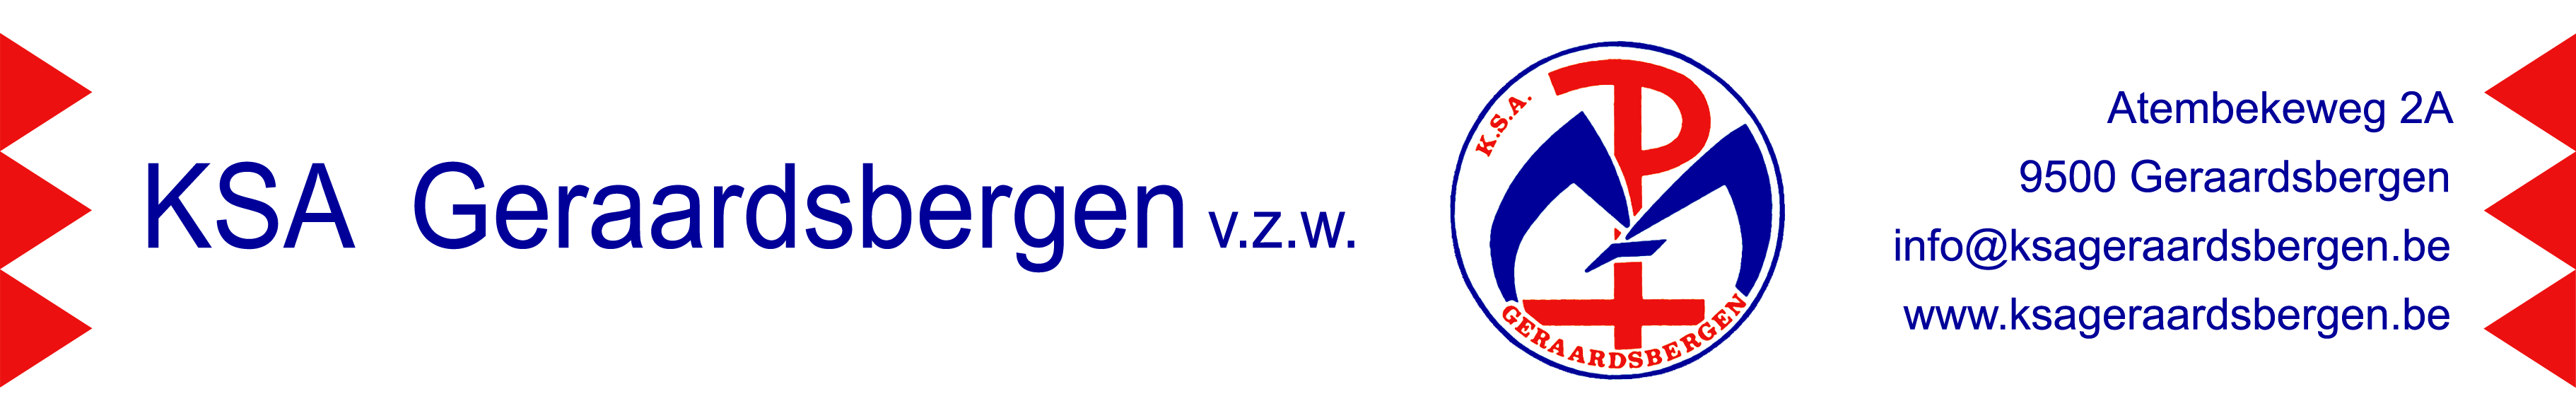 KSA Geraardsbergen v.z.w.
K.S.A.
GERAARDSBERGEN
Atembekeweg 2A
9500 Geraardsbergen
info@ksageraardsbergen.be
www.ksageraardsbergen.be